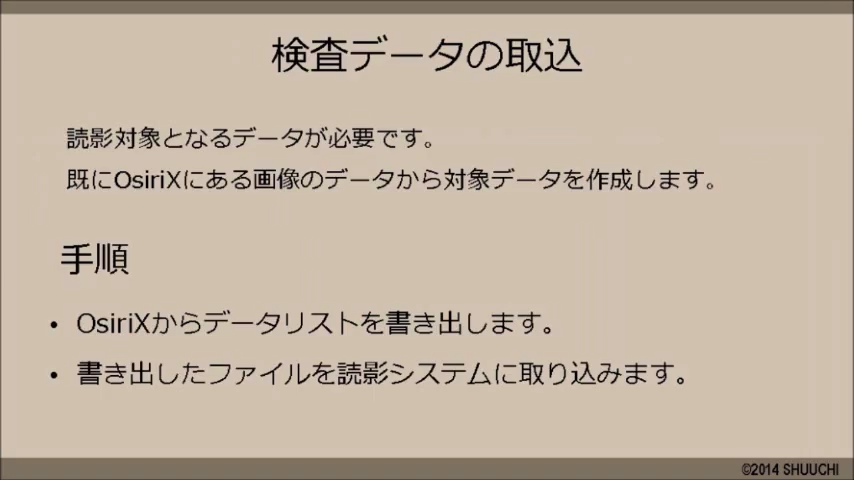 検査データの取込
読影対象となるデータが必要です。
既にOsiriXにある画像のデータから対象データを作成します。
手順
• OsiriXからデータリストを書き出します。
• 書き出したファイルを読影システムに取り込みます。
©2014 SHUUCHI